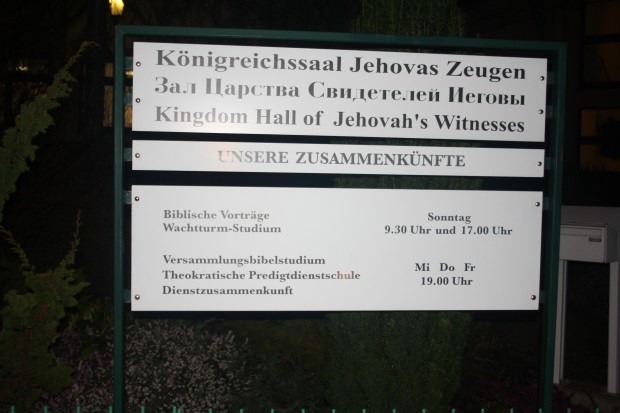 Königreichssaal Jehovas Zeugen
Зал Царства Свидетелей Иеговы
Kingdom Hall of Jehovah's Witnesses
UNSERE ZUSAMMENKÜNFTE
Biblische Vorträge Sonntag
Wachtturm-Studium 9.30 Uhr und 17.00 Uhr
Versammlungsbibelstudium Mi Do Fr
Theokratische Predigtdienstschule 19.00 Uhr
Dienstzusammenkunft